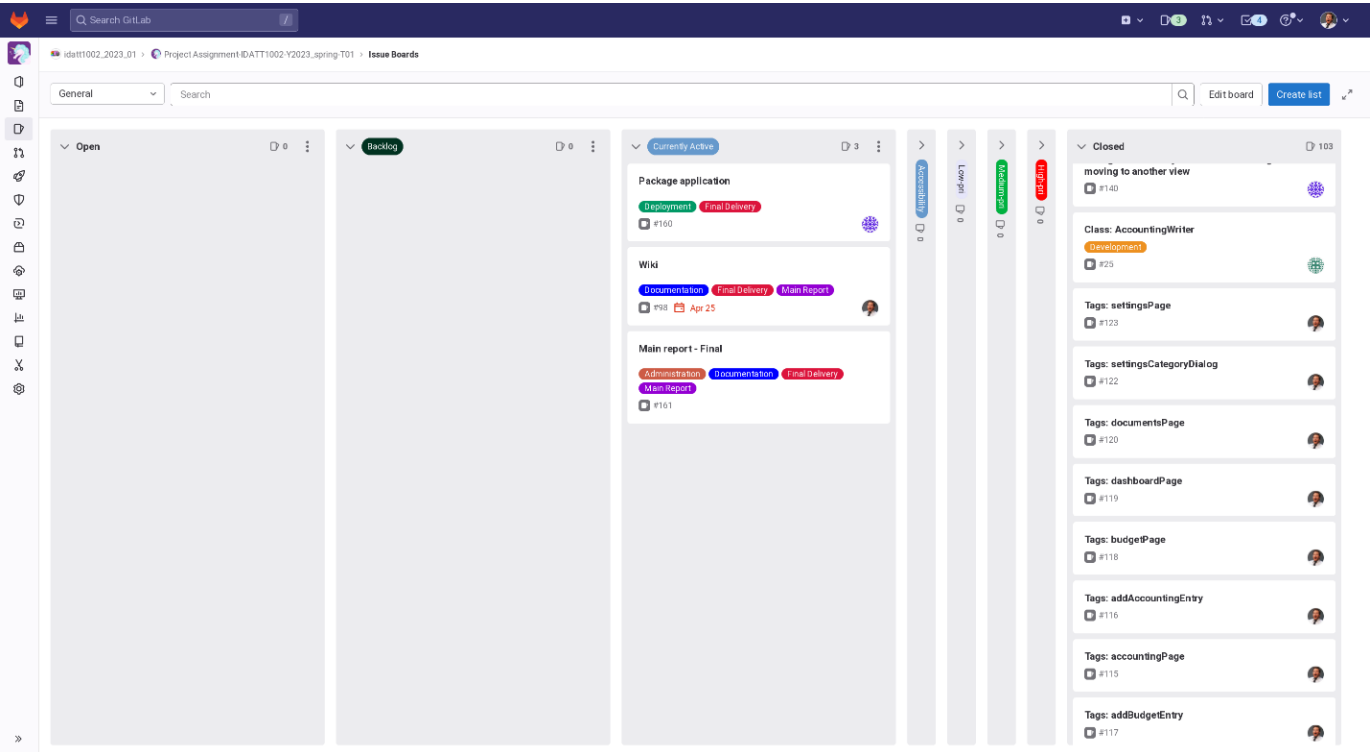 Search GitLab /
3
4
idatt1002_2023_01 › Project Assignment-IDATT1002-Y2023_spring-T01 › Issue Boards
General
Search
Edit board
Create list
Open 0
Backlog 0
Currently Active 3
Package application
Deployment Final Delivery
#160
Wiki
Documentation Final Delivery Main Report
#98 Apr 25
Main report - Final
Administration Documentation Final Delivery
Main Report
#161
Accessibility 0
Low-pri 0
Medium-pri 0
High-pri 0
Closed 103
moving to another view
#140
Class: AccountingWriter
Development
#25
Tags: settingsPage
#123
Tags: settingsCategoryDialog
#122
Tags: documentsPage
#120
Tags: dashboardPage
#119
Tags: budgetPage
#118
Tags: addAccountingEntry
#116
Tags: accountingPage
#115
Tags: addBudgetEntry
#117